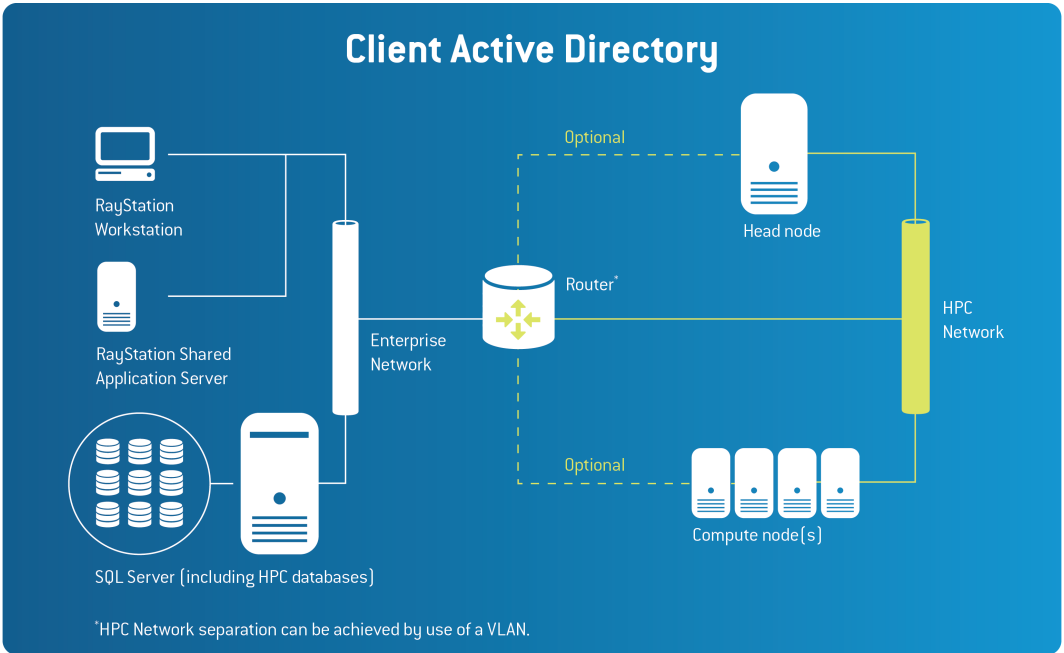 Client Active Directory
Optional
RayStation
Workstation
Head node
Router*
RayStation Shared
Application Server
Enterprise
Network
HPC
Network
Optional
Compute node(s)
SQL Server (including HPC databases)
*HPC Network separation can be achieved by use of a VLAN.